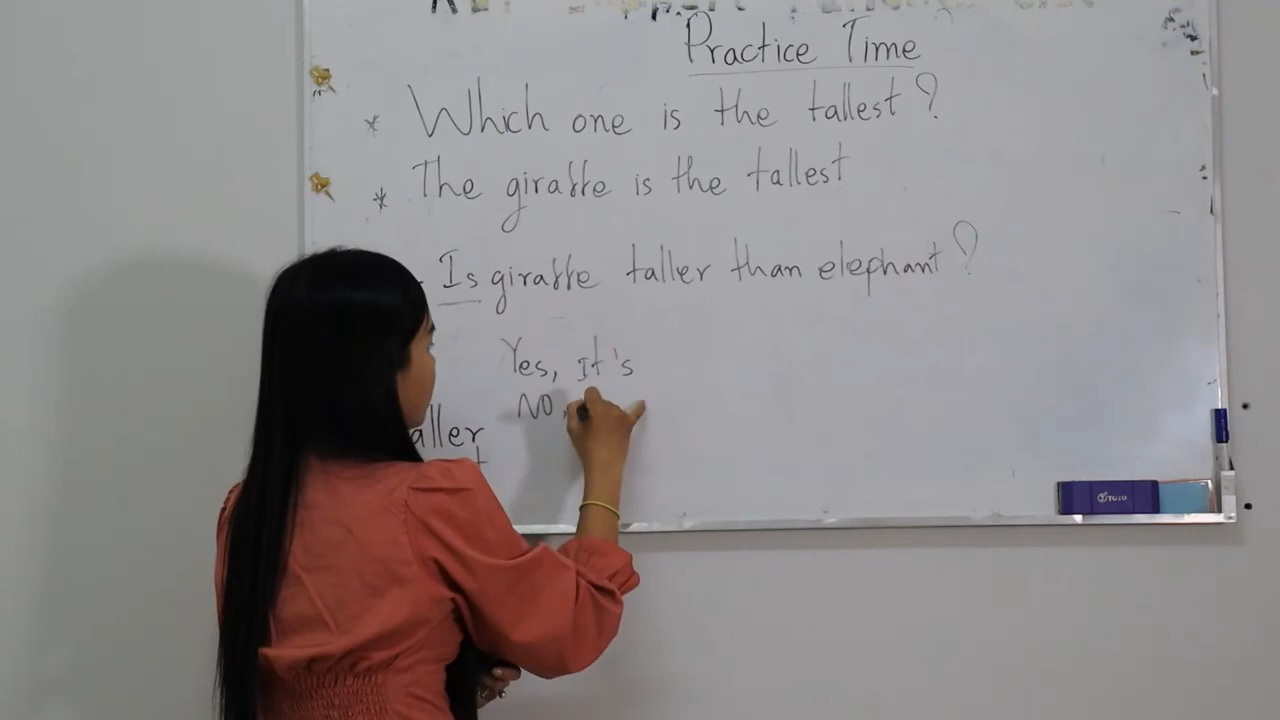 Practice Time
* Which one is the tallest?
* The giraffe is the tallest
- Is giraffe taller than elephant?
Yes, It's
NO,
aller
TOYO